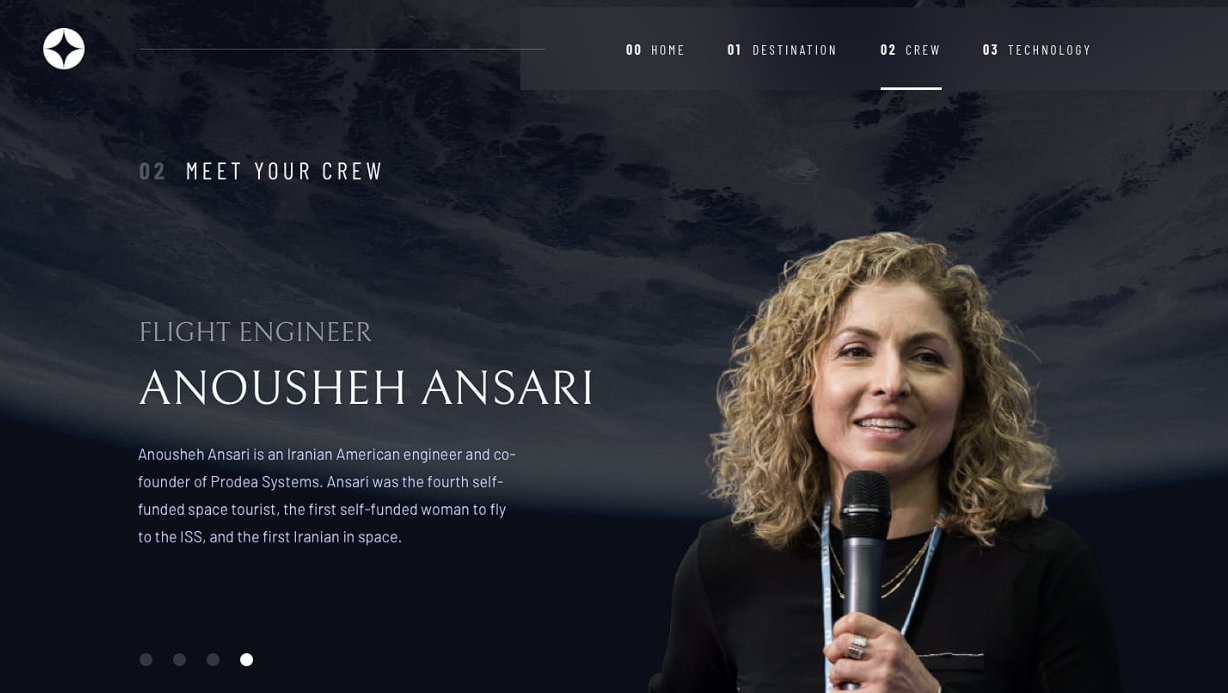 00 HOME 01 DESTINATION 02 CREW 03 TECHNOLOGY
02 MEET YOUR CREW
FLIGHT ENGINEER
ANOUSHEH ANSARI
Anousheh Ansari is an Iranian American engineer and co-
founder of Prodea Systems. Ansari was the fourth self-
funded space tourist, the first self-funded woman to fly
to the ISS, and the first Iranian in space.